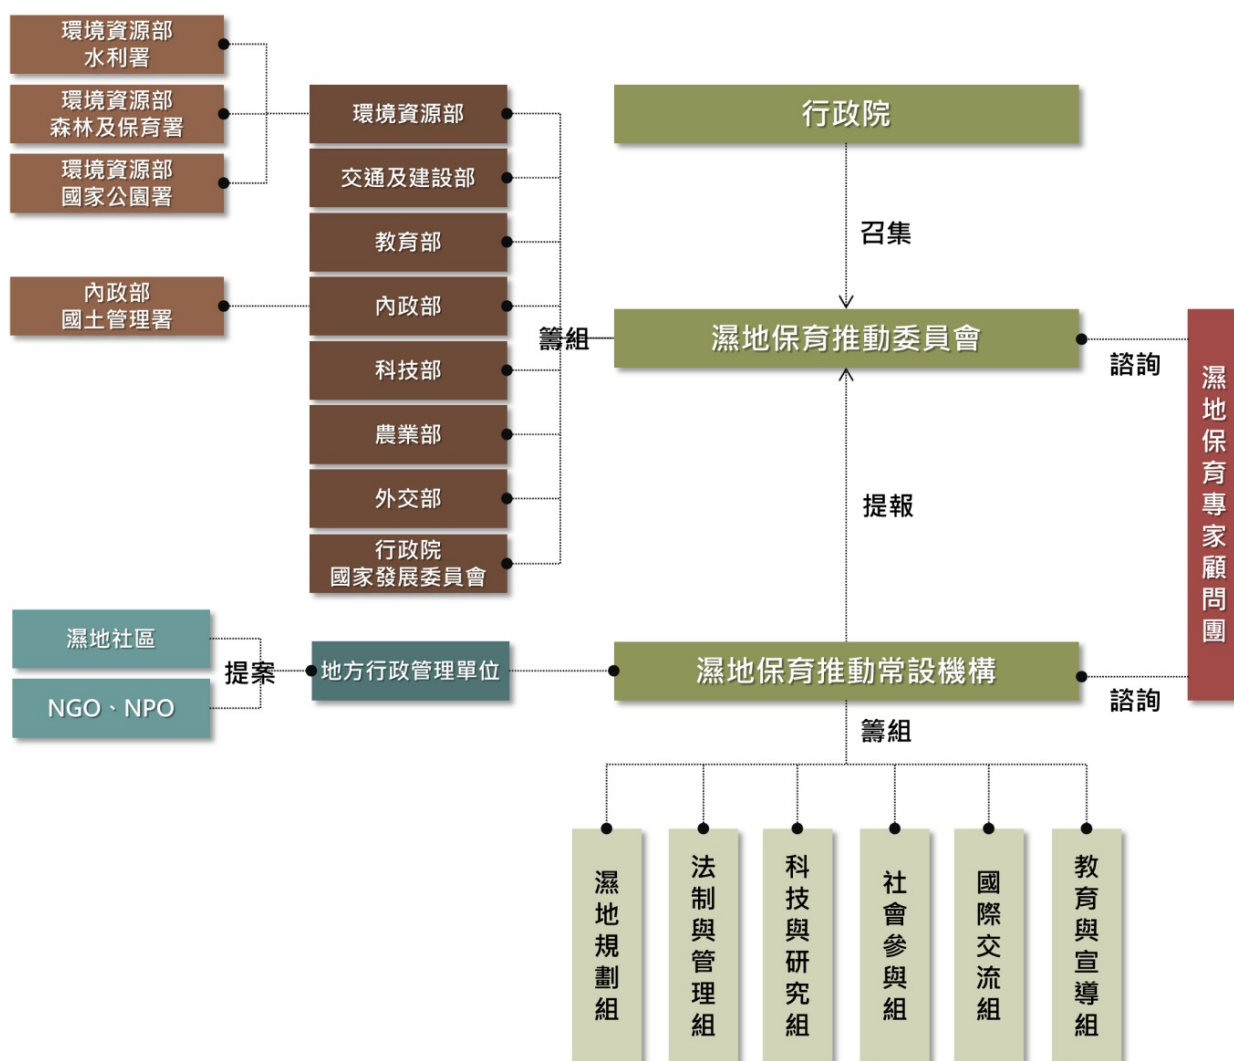 環境資源部
水利署
環境資源部
森林及保育署
環境資源部
國家公園署
內政部
國土管理署
環境資源部
交通及建設部
教育部
內政部
科技部
農業部
外交部
行政院
國家發展委員會
籌組
行政院
召集
濕地保育推動委員會
諮詢
濕地保育專家顧問團
提報
濕地社區
NGO、NPO
提案
地方行政管理單位
濕地保育推動常設機構
諮詢
籌組
濕地規劃組
法制與管理組
科技與研究組
社會參與組
國際交流組
教育與宣導組